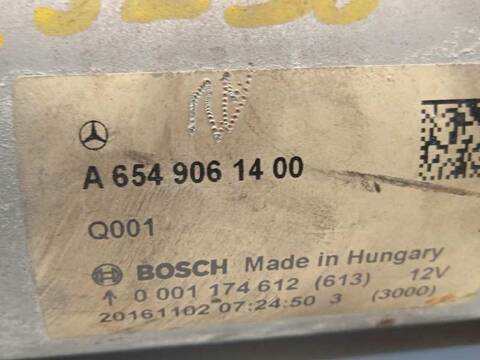 A 654 906 14 00
Q001
BOSCH Made in Hungary
0 001 174 612 (613) 12V
20161102 07:24:50 3 (3000)